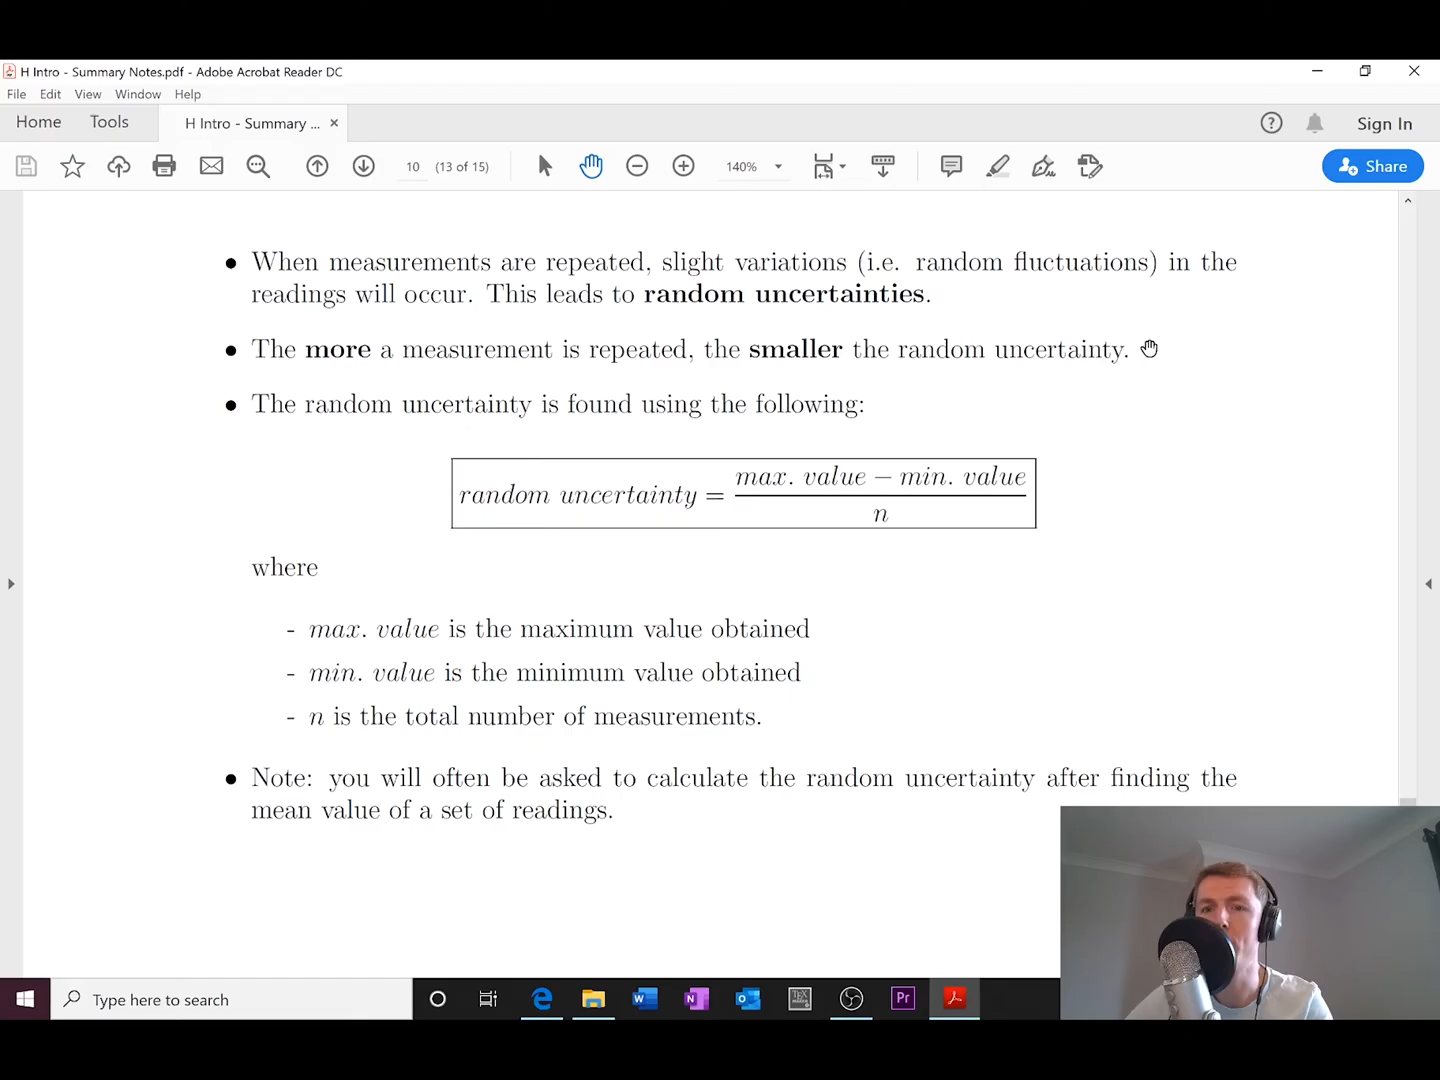 H Intro - Summary Notes.pdf - Adobe Acrobat Reader DC
File Edit View Window Help
Home Tools H Intro - Summary ... × Sign In
10 (13 of 15) 140% Share
• When measurements are repeated, slight variations (i.e. random fluctuations) in the
readings will occur. This leads to random uncertainties.
• The more a measurement is repeated, the smaller the random uncertainty.
• The random uncertainty is found using the following:
random uncertainty = max. value − min. value
n
where
- max. value is the maximum value obtained
- min. value is the minimum value obtained
- n is the total number of measurements.
• Note: you will often be asked to calculate the random uncertainty after finding the
mean value of a set of readings.
Type here to search Pr